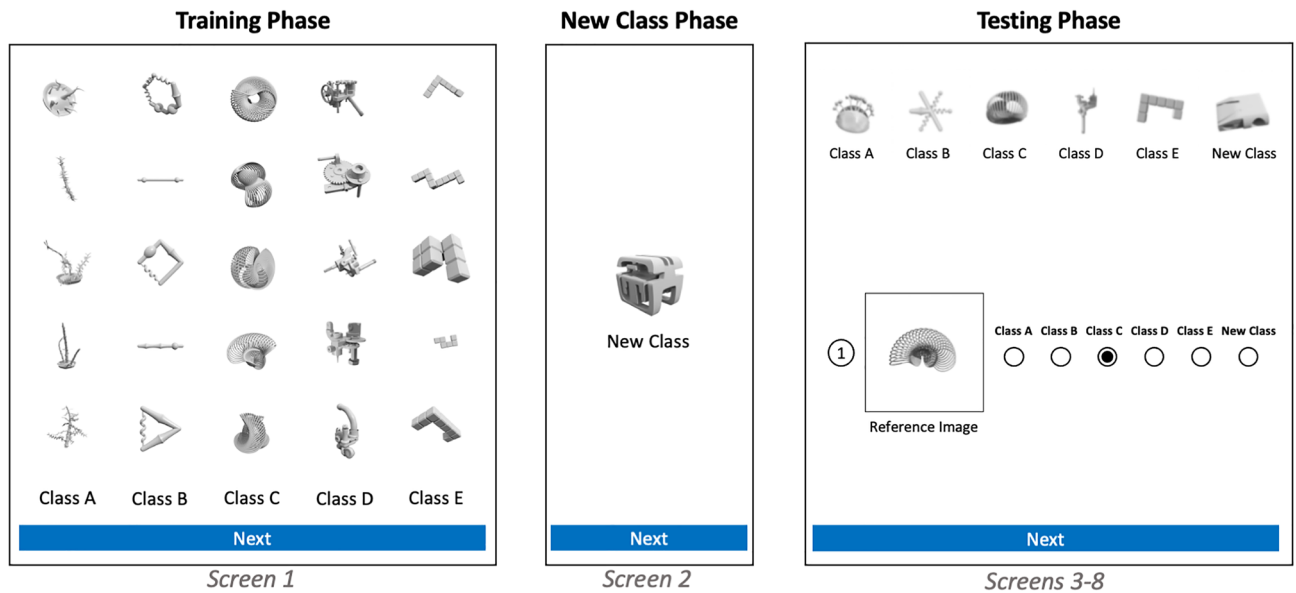 Training Phase
Class A Class B Class C Class D Class E
Next
Screen 1
New Class Phase
New Class
Next
Screen 2
Testing Phase
Class A Class B Class C Class D Class E New Class
Class A Class B Class C Class D Class E New Class
1
Reference Image
Next
Screens 3-8